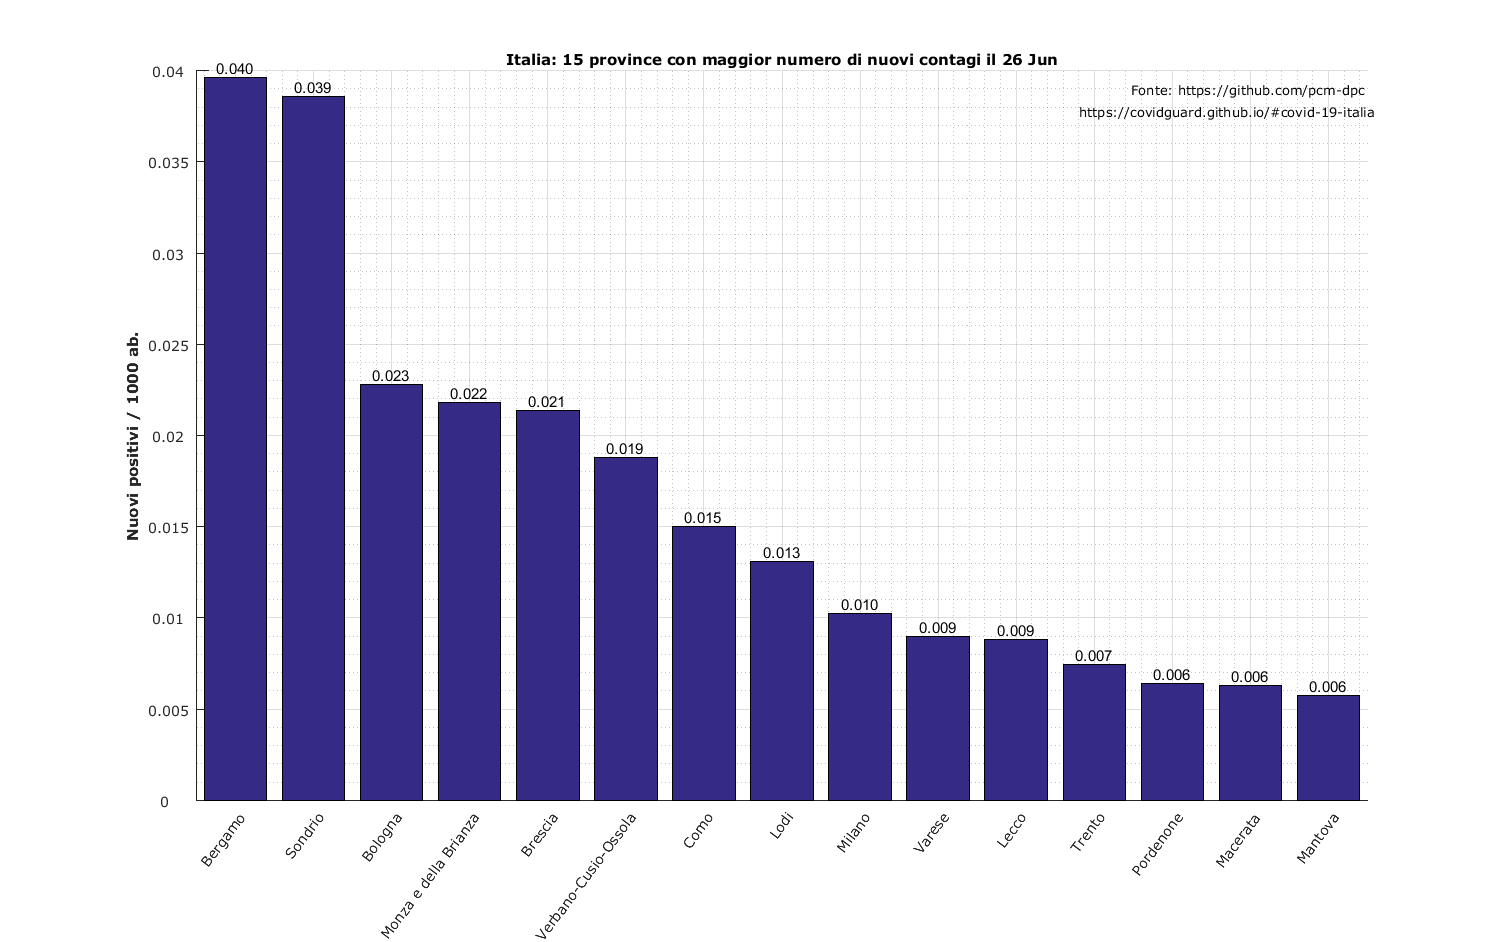 Italia: 15 province con maggior numero di nuovi contagi il 26 Jun
Fonte: https://github.com/pcm-dpc
https://covidguard.github.io/#covid-19-italia
Nuovi positivi / 1000 ab.
0.04
0.035
0.03
0.025
0.02
0.015
0.01
0.005
0
0.040
0.039
0.023
0.022
0.021
0.019
0.015
0.013
0.010
0.009
0.009
0.007
0.006
0.006
0.006
Bergamo
Sondrio
Bologna
Monza e della Brianza
Brescia
Verbano-Cusio-Ossola
Como
Lodi
Milano
Varese
Lecco
Trento
Pordenone
Macerata
Mantova